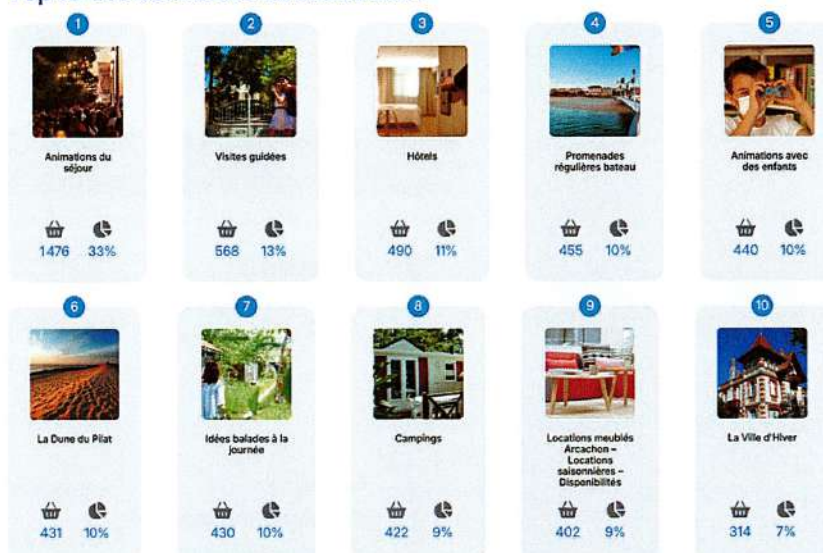 1
2
3
4
5
Animations du
séjour
Visites guidées
Hôtels
Promenades
régulières bateau
Animations avec
des enfants
1476 33%
568 13%
490 11%
455 10%
440 10%
6
7
8
9
10
La Dune du Pilat
Idées balades à la
journée
Campings
Locations meublés
Arcachon –
Locations
saisonnières –
Disponibilités
La Ville d'Hiver
431 10%
430 10%
422 9%
402 9%
314 7%